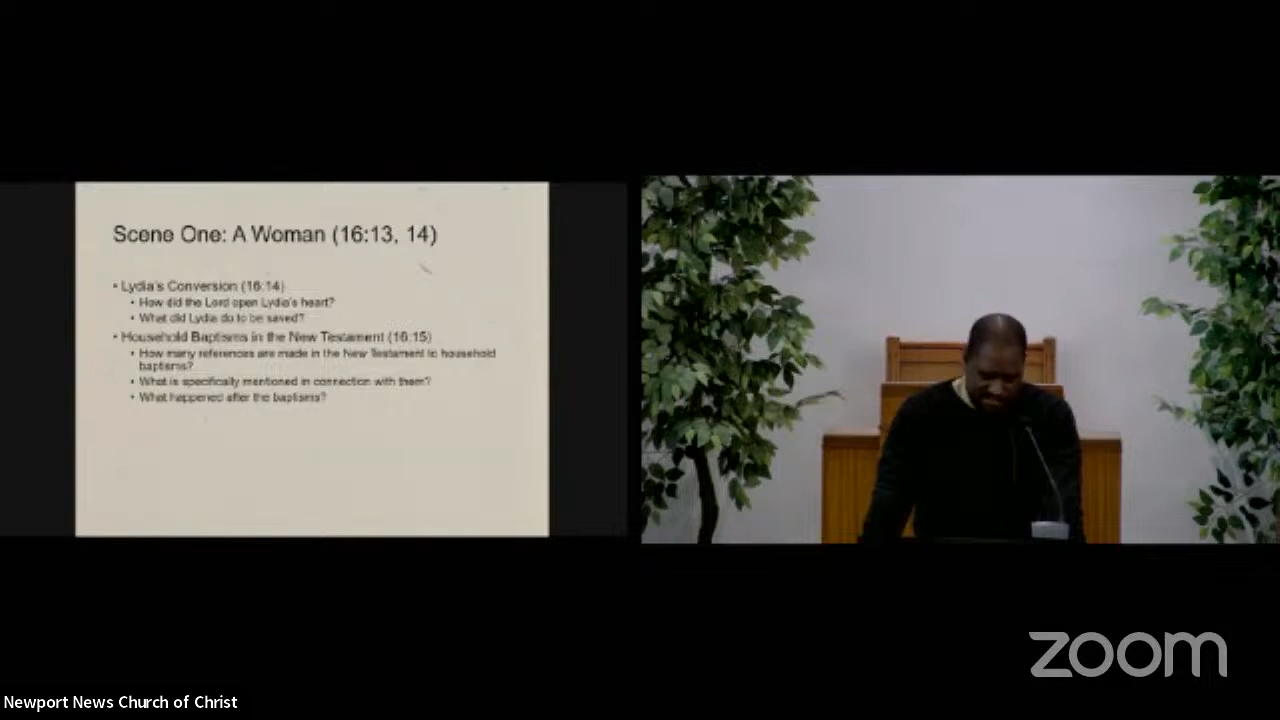 Scene One: A Woman (16:13, 14)
• Lydia's Conversion (16:14)
• How did the Lord open Lydia's heart?
• What did Lydia do to be saved?
• Household Baptisms in the New Testament (16:15)
• How many references are made in the New Testament to household
baptisms?
• What is specifically mentioned in connection with them?
• What happened after the baptisms?
zoom
Newport News Church of Christ